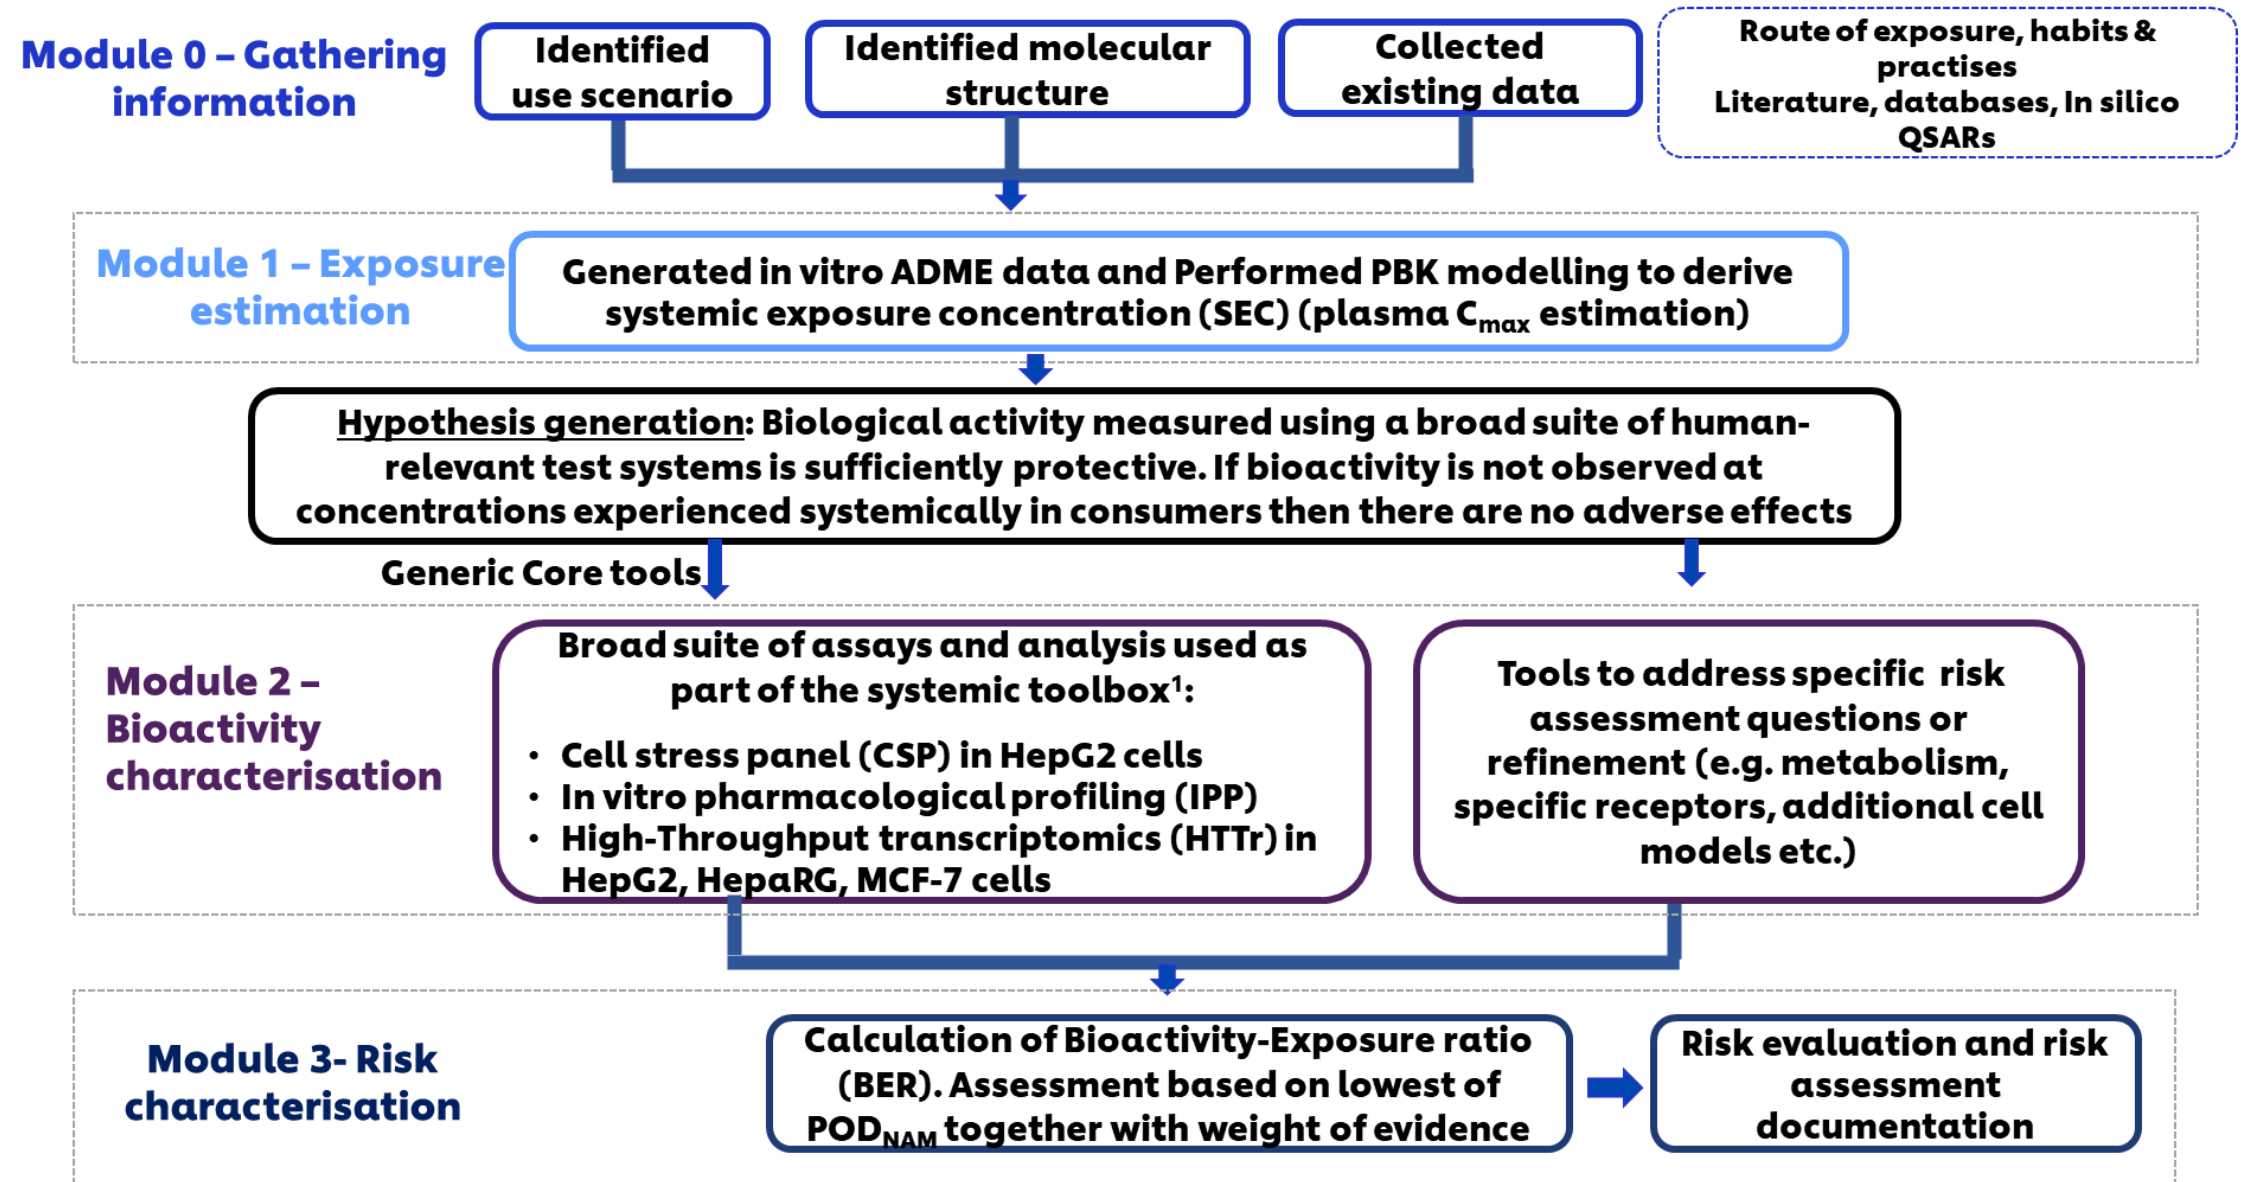 Module 0 – Gathering
information
Identified
use scenario
Identified molecular
structure
Collected
existing data
Route of exposure, habits &
practises
Literature, databases, In silico
QSARs
Module 1 – Exposure
estimation
Generated in vitro ADME data and Performed PBK modelling to derive
systemic exposure concentration (SEC) (plasma Cmax estimation)
Hypothesis generation: Biological activity measured using a broad suite of human-
relevant test systems is sufficiently protective. If bioactivity is not observed at
concentrations experienced systemically in consumers then there are no adverse effects
Generic Core tools
Module 2 –
Bioactivity
characterisation
Broad suite of assays and analysis used as
part of the systemic toolbox¹:
• Cell stress panel (CSP) in HepG2 cells
• In vitro pharmacological profiling (IPP)
• High-Throughput transcriptomics (HTTr) in
HepG2, HepaRG, MCF-7 cells
Tools to address specific risk
assessment questions or
refinement (e.g. metabolism,
specific receptors, additional cell
models etc.)
Module 3- Risk
characterisation
Calculation of Bioactivity-Exposure ratio
(BER). Assessment based on lowest of
PODNAM together with weight of evidence
Risk evaluation and risk
assessment
documentation